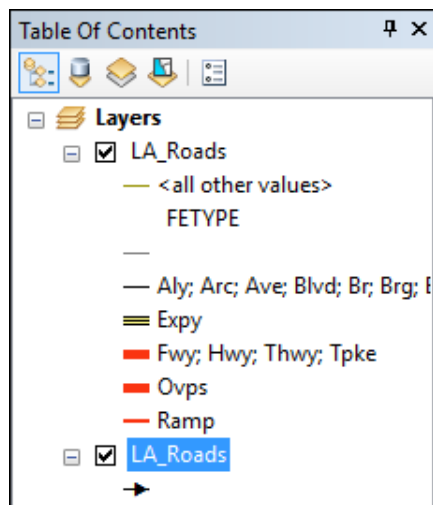 Table Of Contents
Layers
LA_Roads
<all other values>
FETYPE
Aly; Arc; Ave; Blvd; Br; Brg;
Expy
Fwy; Hwy; Thwy; Tpke
Ovps
Ramp
LA_Roads